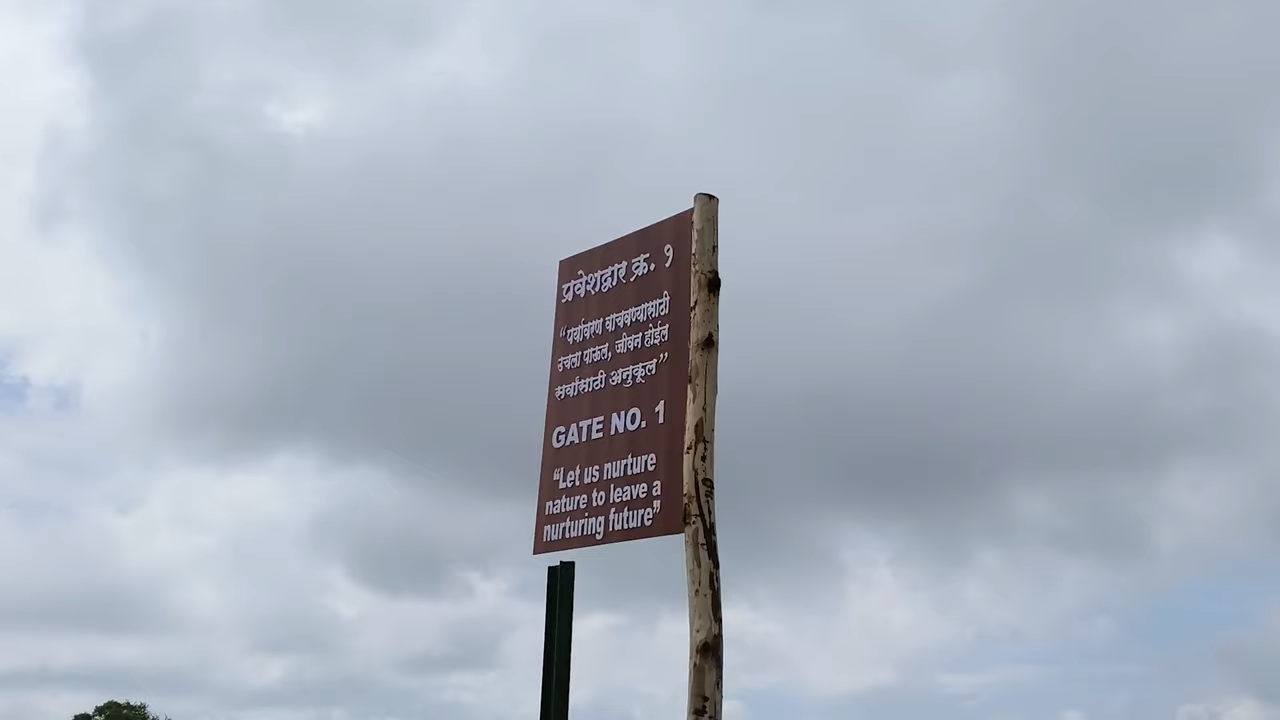 प्रवेशद्वार क्र. १
“पर्यावरण वाचवण्यासाठी
उचला पाऊल, जीवन होईल
सर्वांसाठी अनुकूल”
GATE NO. 1
“Let us nurture
nature to leave a
nurturing future”